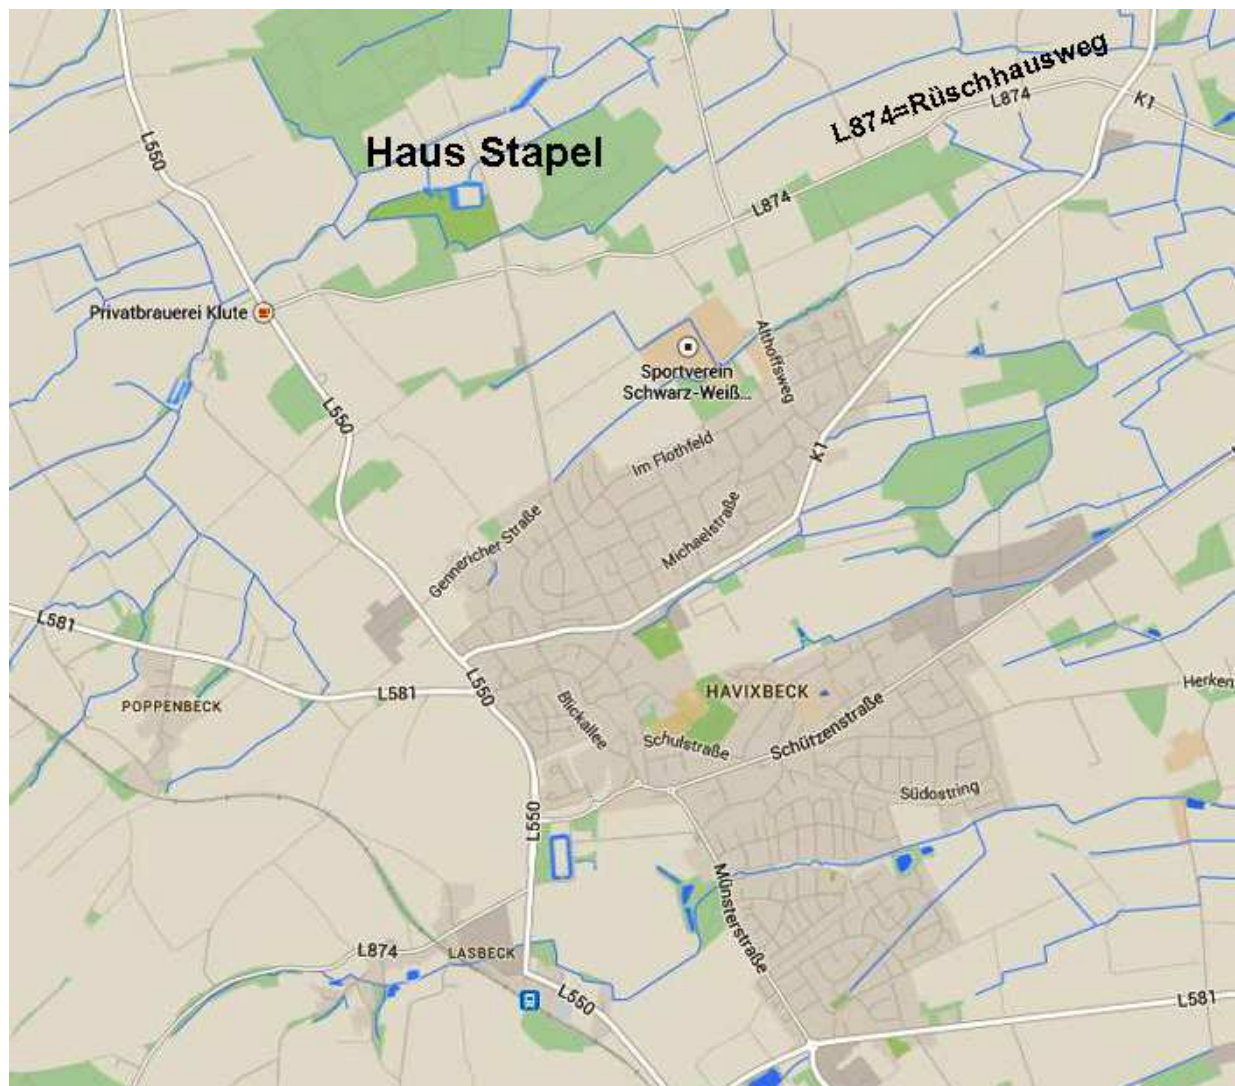 L874=Rüschhausweg
L874
K1
L550
Haus Stapel
L874
Privatbrauerei Klute
Sportverein
Schwarz-Weiß...
Althoffsweg
L550
Im Flothfeld
K1
Michaelstraße
Gennericher Straße
L581
L581
L550
POPPENBECK
Blickallee
HAVIXBECK
Herken
Schulstraße
Schützenstraße
Südostring
L550
Münsterstraße
L874
LASBECK
L550
L581